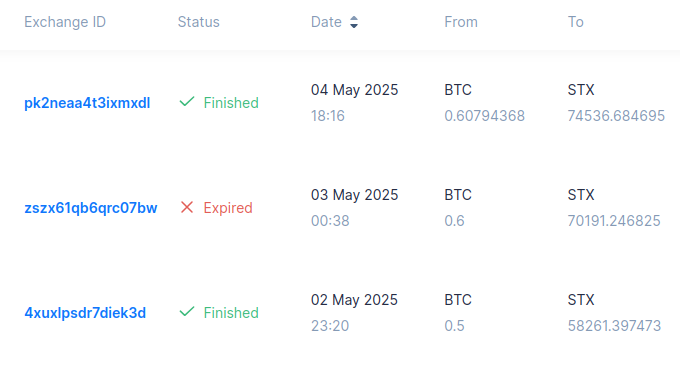 Exchange ID Status Date From To
04 May 2025 BTC STX
pk2neaa4t3ixmxdl Finished
18:16 0.60794368 74536.684695
03 May 2025 BTC STX
zszx61qb6qrc07bw Expired
00:38 0.6 70191.246825
02 May 2025 BTC STX
4xuxlpsdr7diek3d Finished
23:20 0.5 58261.397473